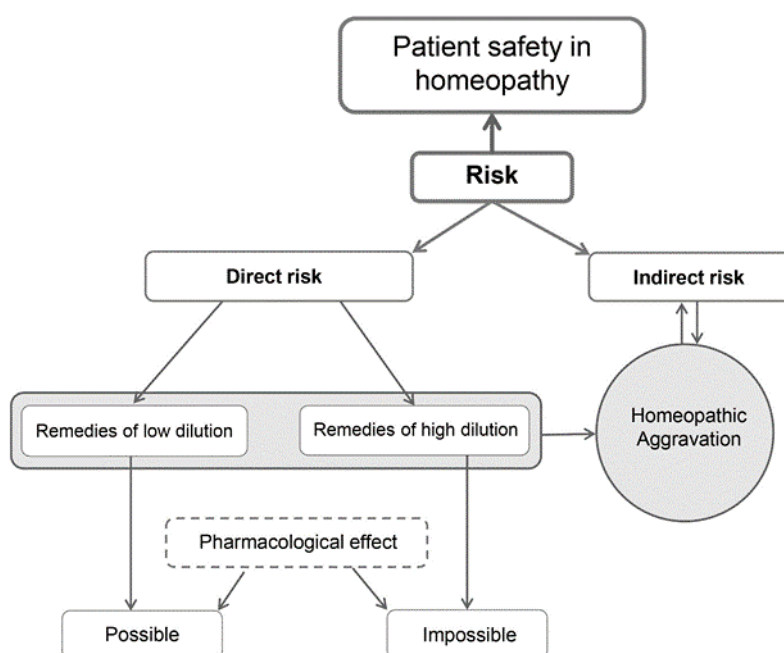 Patient safety in
homeopathy
Risk
Direct risk
Indirect risk
Remedies of low dilution
Remedies of high dilution
Homeopathic
Aggravation
Pharmacological effect
Possible
Impossible